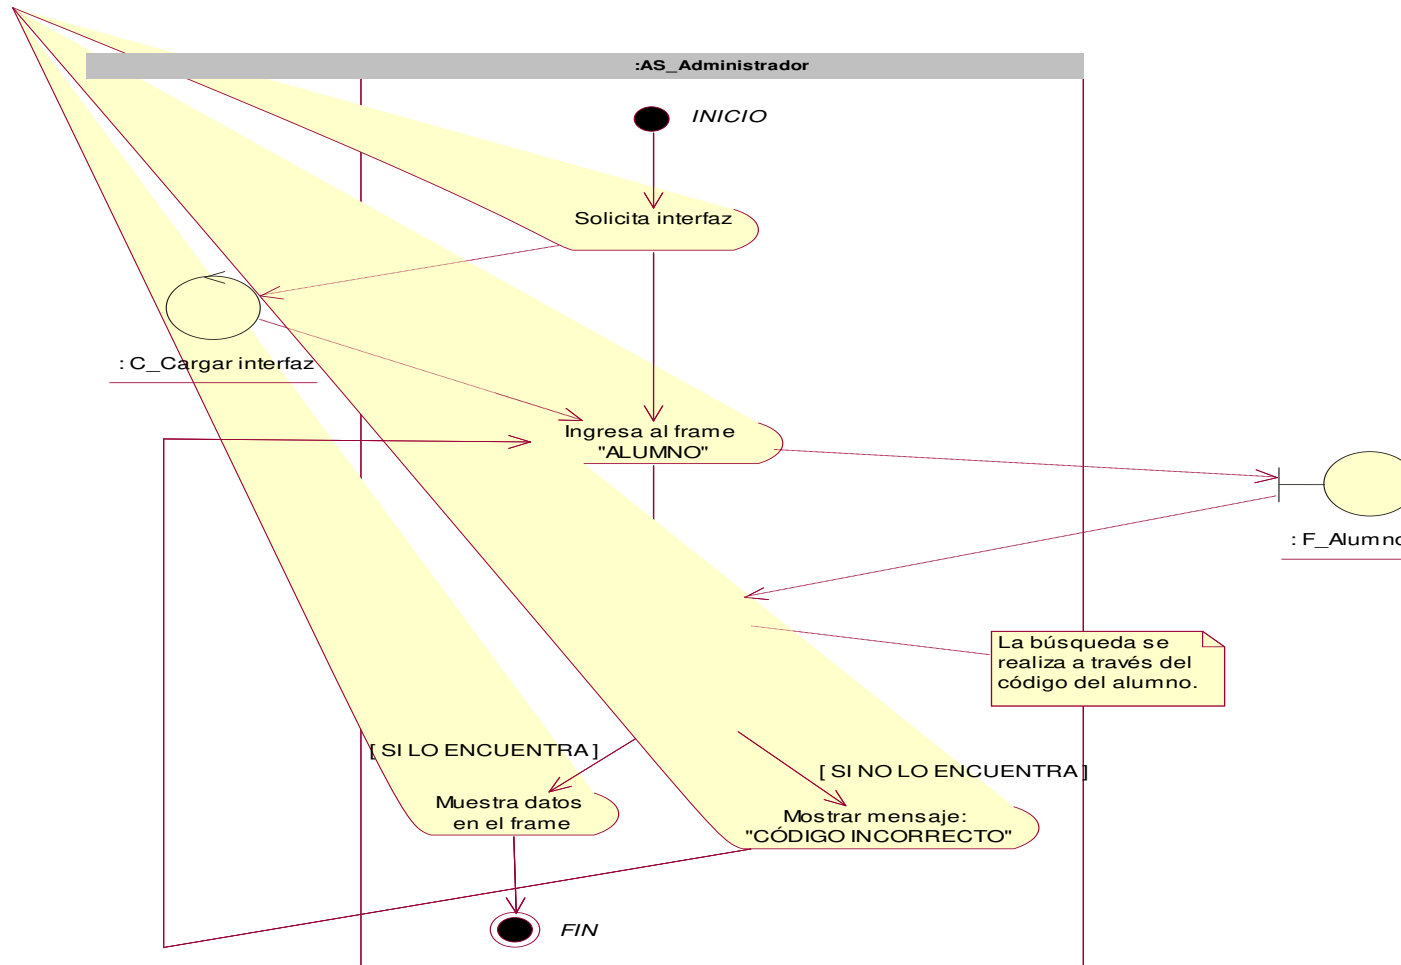 :AS_Administrador
INICIO
Solicita interfaz
: C_Cargar interfaz
Ingresa al frame
"ALUMNO"
: F_Alumno
La búsqueda se
realiza a través del
código del alumno.
[ SI LO ENCUENTRA ]
[ SI NO LO ENCUENTRA ]
Muestra datos
en el frame
Mostrar mensaje:
"CÓDIGO INCORRECTO"
FIN